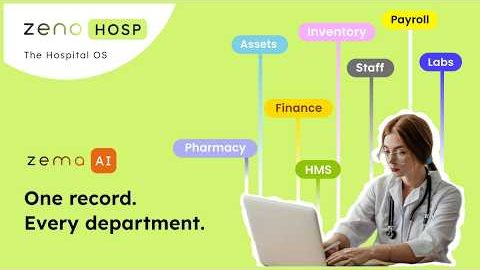 zeno HOSP
The Hospital OS
zema AI
One record.
Every department.
Payroll
Inventory
Assets
Labs
Staff
Finance
Pharmacy
HMS